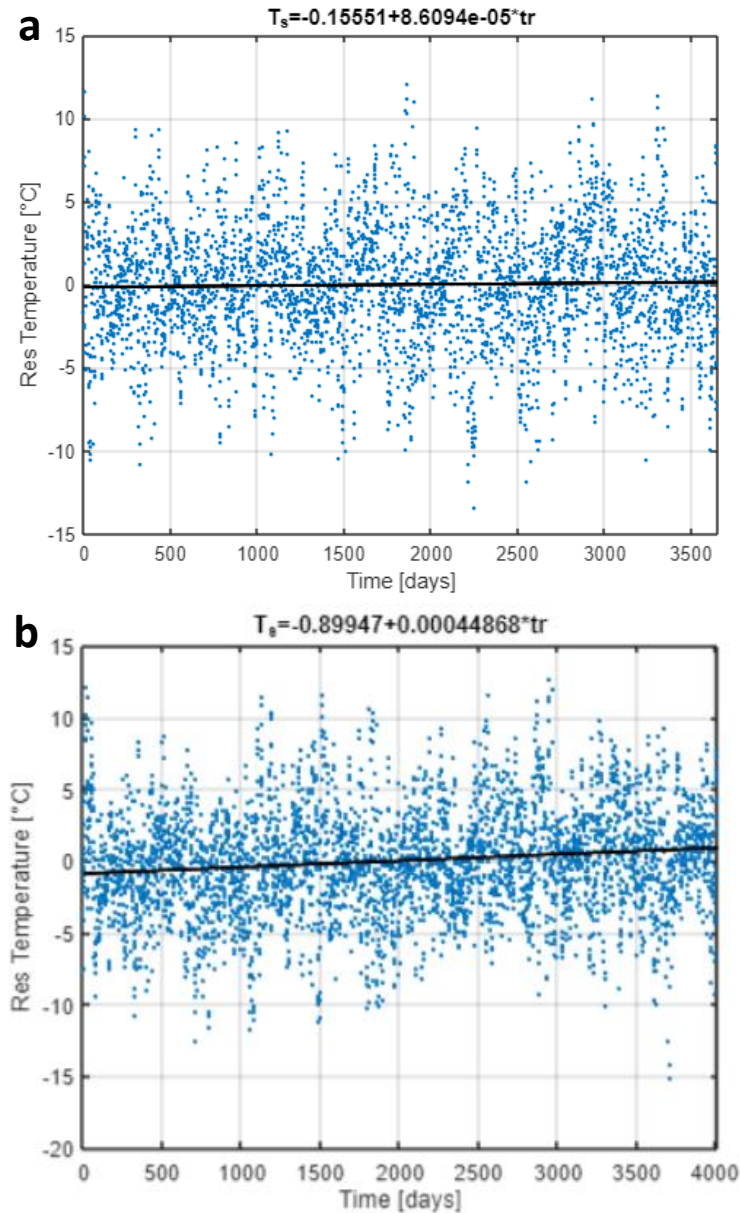 a
T_s=-0.15551+8.6094e-05*tr
15
10
5
0
-5
-10
-15
Res Temperature [°C]
0 500 1000 1500 2000 2500 3000 3500
Time [days]
b
T_s=-0.89947+0.00044868*tr
15
10
5
0
-5
-10
-15
-20
Res Temperature [°C]
0 500 1000 1500 2000 2500 3000 3500 4000
Time [days]